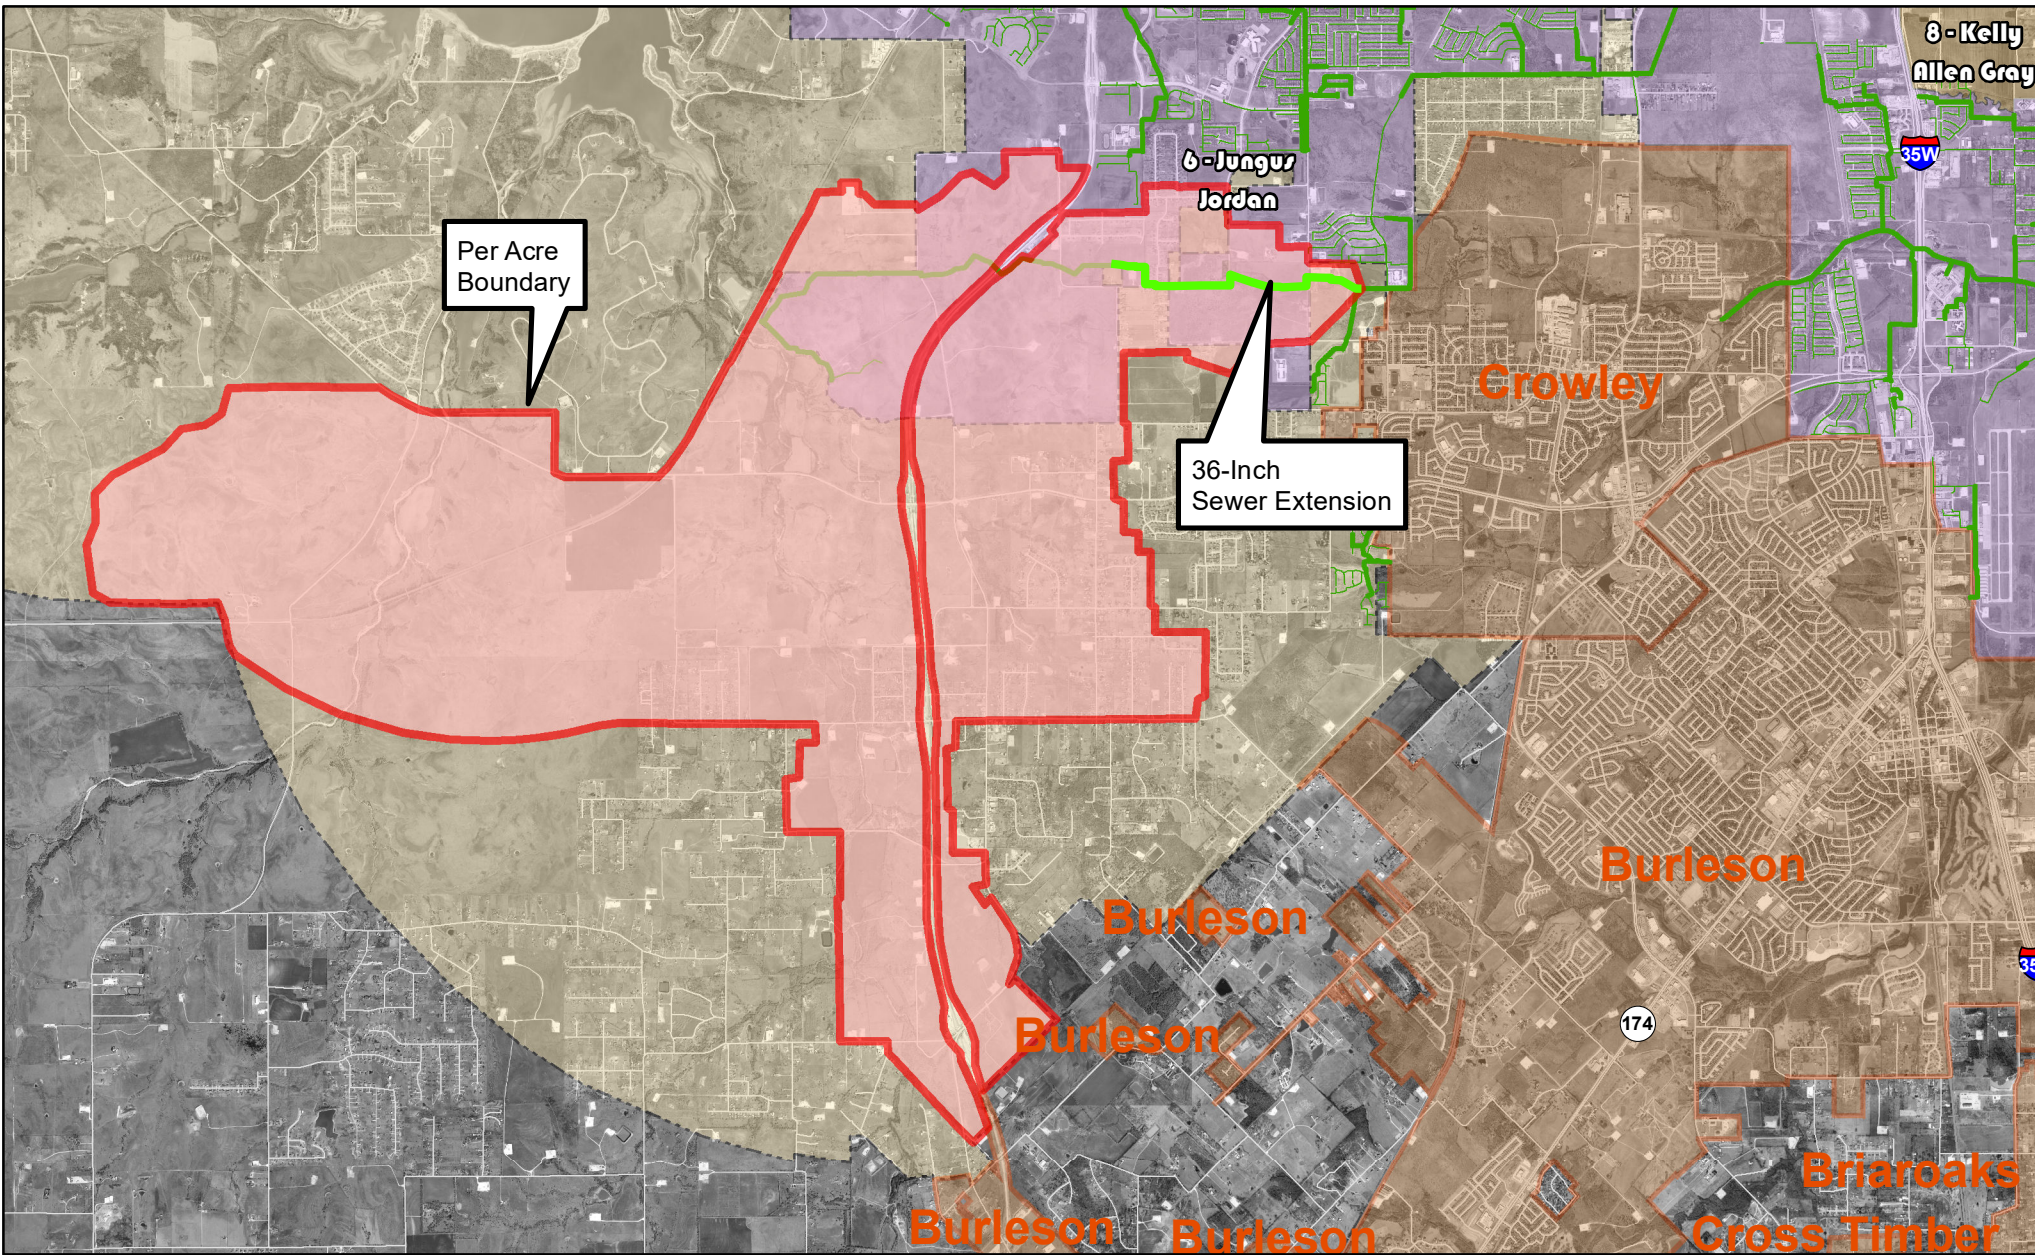 8 - Kelly
Allen Gray
35W
6 - Jungus
Jordan
Per Acre
Boundary
Crowley
36-Inch
Sewer Extension
Burleson
Burleson
35
Burleson
174
Briaroaks
Burleson
Burleson
Cross Timber